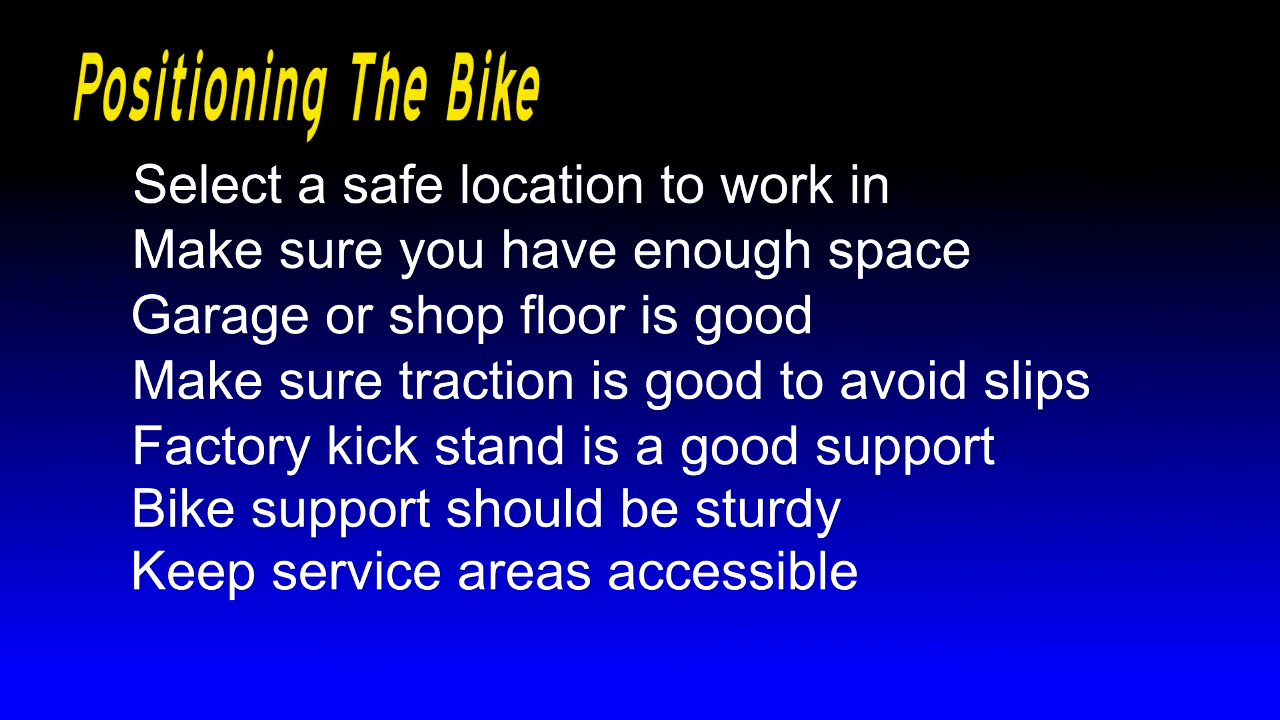 Positioning The Bike
Select a safe location to work in
Make sure you have enough space
Garage or shop floor is good
Make sure traction is good to avoid slips
Factory kick stand is a good support
Bike support should be sturdy
Keep service areas accessible